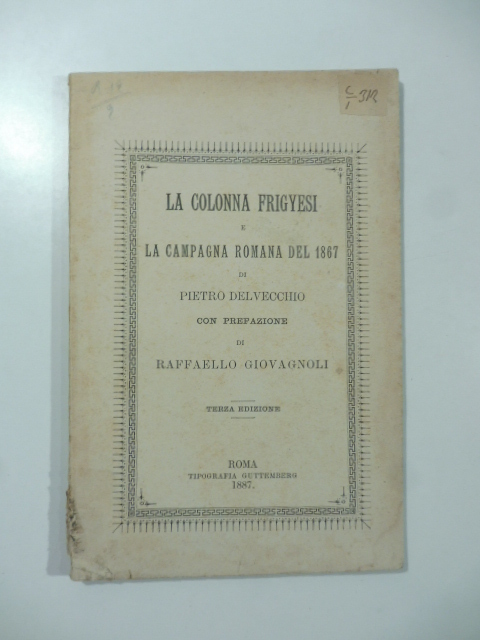 LA COLONNA FRIGYESI
E
LA CAMPAGNA ROMANA DEL 1867
DI
PIETRO DELVECCHIO
CON PREFAZIONE
DI
RAFFAELLO GIOVAGNOLI
TERZA EDIZIONE
ROMA
TIPOGRAFIA GUTTEMBERG
1887.